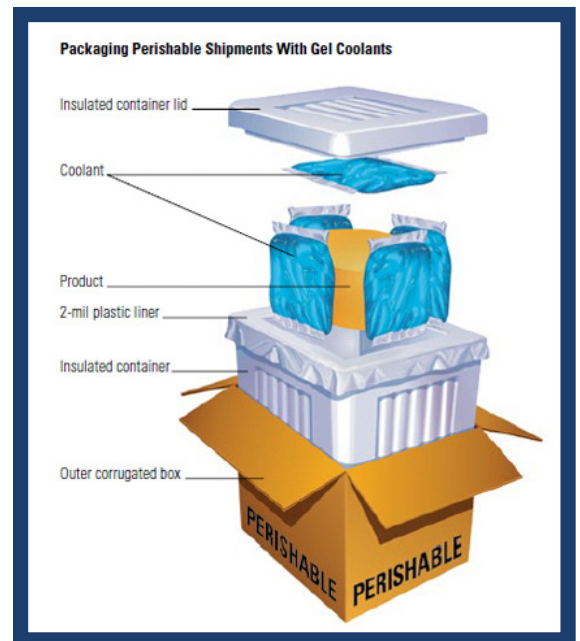 Packaging Perishable Shipments With Gel Coolants
Insulated container lid
Coolant
Product
2-mil plastic liner
Insulated container
Outer corrugated box
PERISHABLE
PERISHABLE